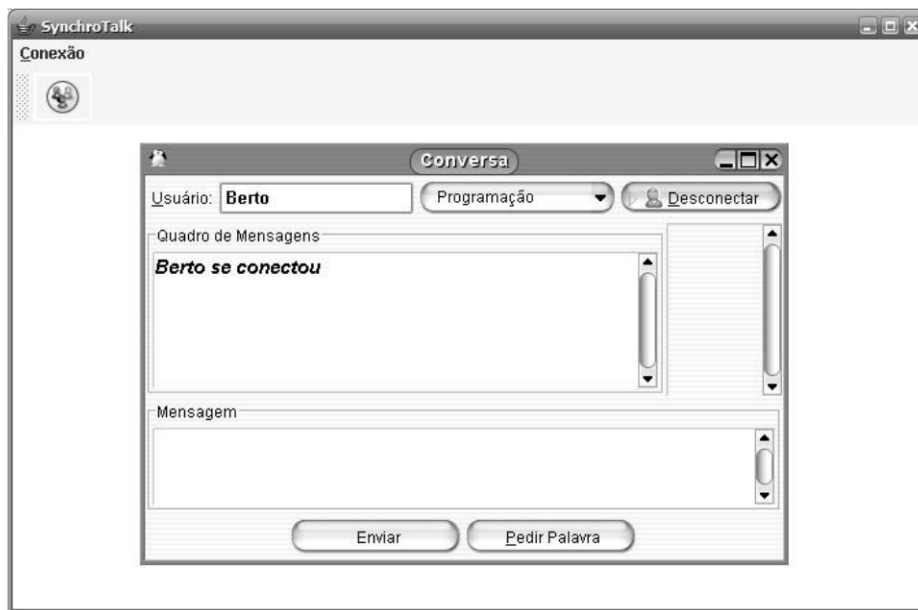 SynchroTalk
Conexão
Conversa
Usuário: Berto Programação Desconectar
Quadro de Mensagens
Berto se conectou
Mensagem
Enviar Pedir Palavra